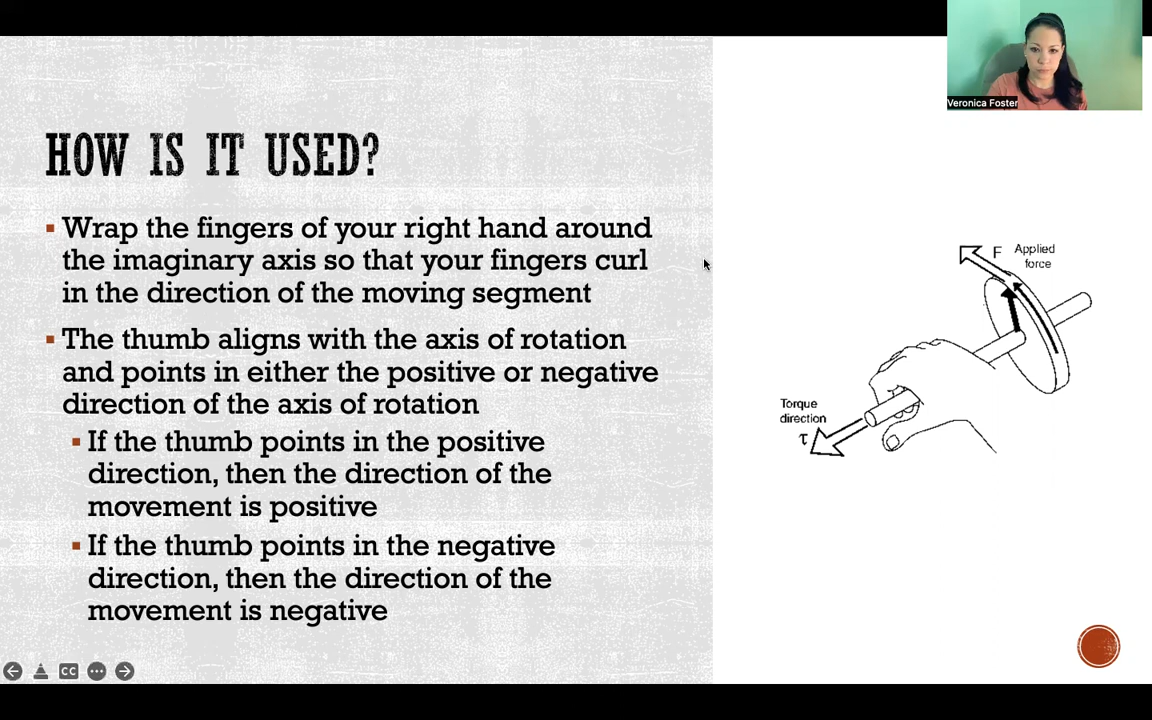 Veronica Foster
HOW IS IT USED?
▪ Wrap the fingers of your right hand around
the imaginary axis so that your fingers curl
in the direction of the moving segment
▪ The thumb aligns with the axis of rotation
and points in either the positive or negative
direction of the axis of rotation
▪ If the thumb points in the positive
direction, then the direction of the
movement is positive
▪ If the thumb points in the negative
direction, then the direction of the
movement is negative
F Applied
force
Torque
direction
τ
CC